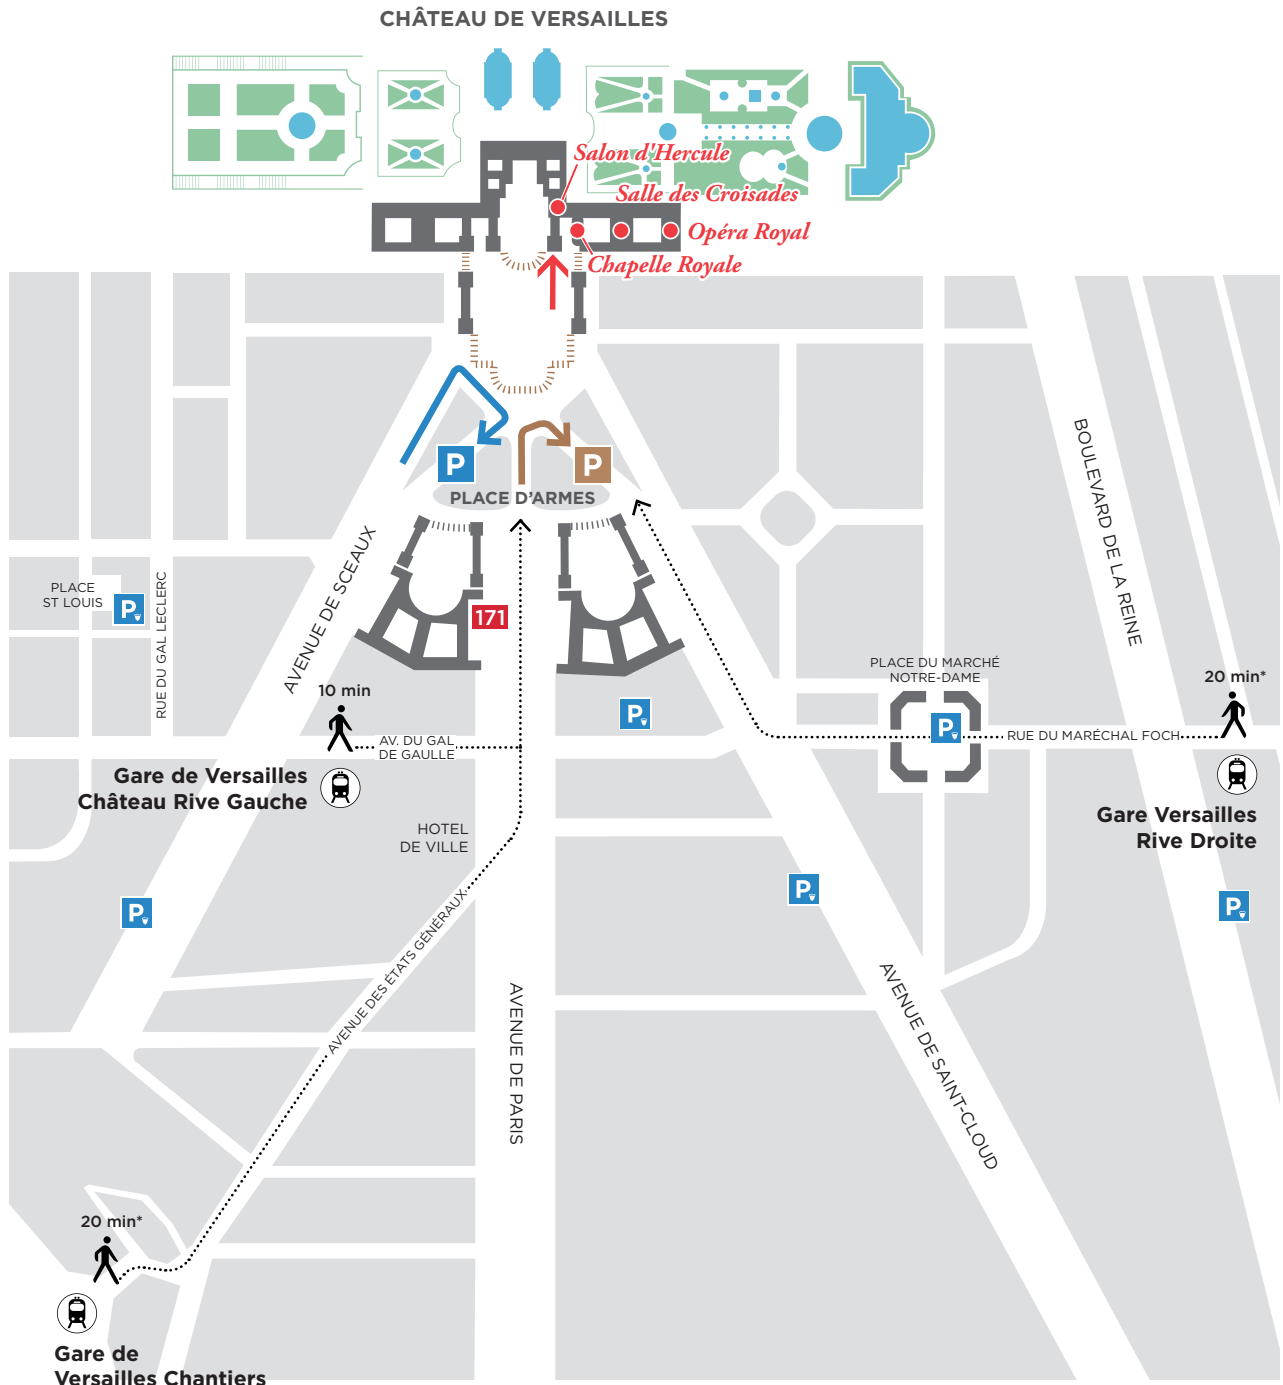 CHÂTEAU DE VERSAILLES
Salon d'Hercule
Salle des Croisades
Opéra Royal
Chapelle Royale
P
P
PLACE D'ARMES
BOULEVARD DE LA REINE
AVENUE DE SCEAUX
PLACE
ST LOUIS
P
RUE DU GAL LECLERC
171
10 min
AV. DU GAL
DE GAULLE
Gare de Versailles
Château Rive Gauche
P
PLACE DU MARCHÉ
NOTRE-DAME
P
RUE DU MARÉCHAL FOCH
20 min*
Gare Versailles
Rive Droite
HOTEL
DE VILLE
P
P
P
AVENUE DES ÉTATS GÉNÉRAUX
AVENUE DE PARIS
AVENUE DE SAINT-CLOUD
20 min*
Gare de
Versailles Chantiers